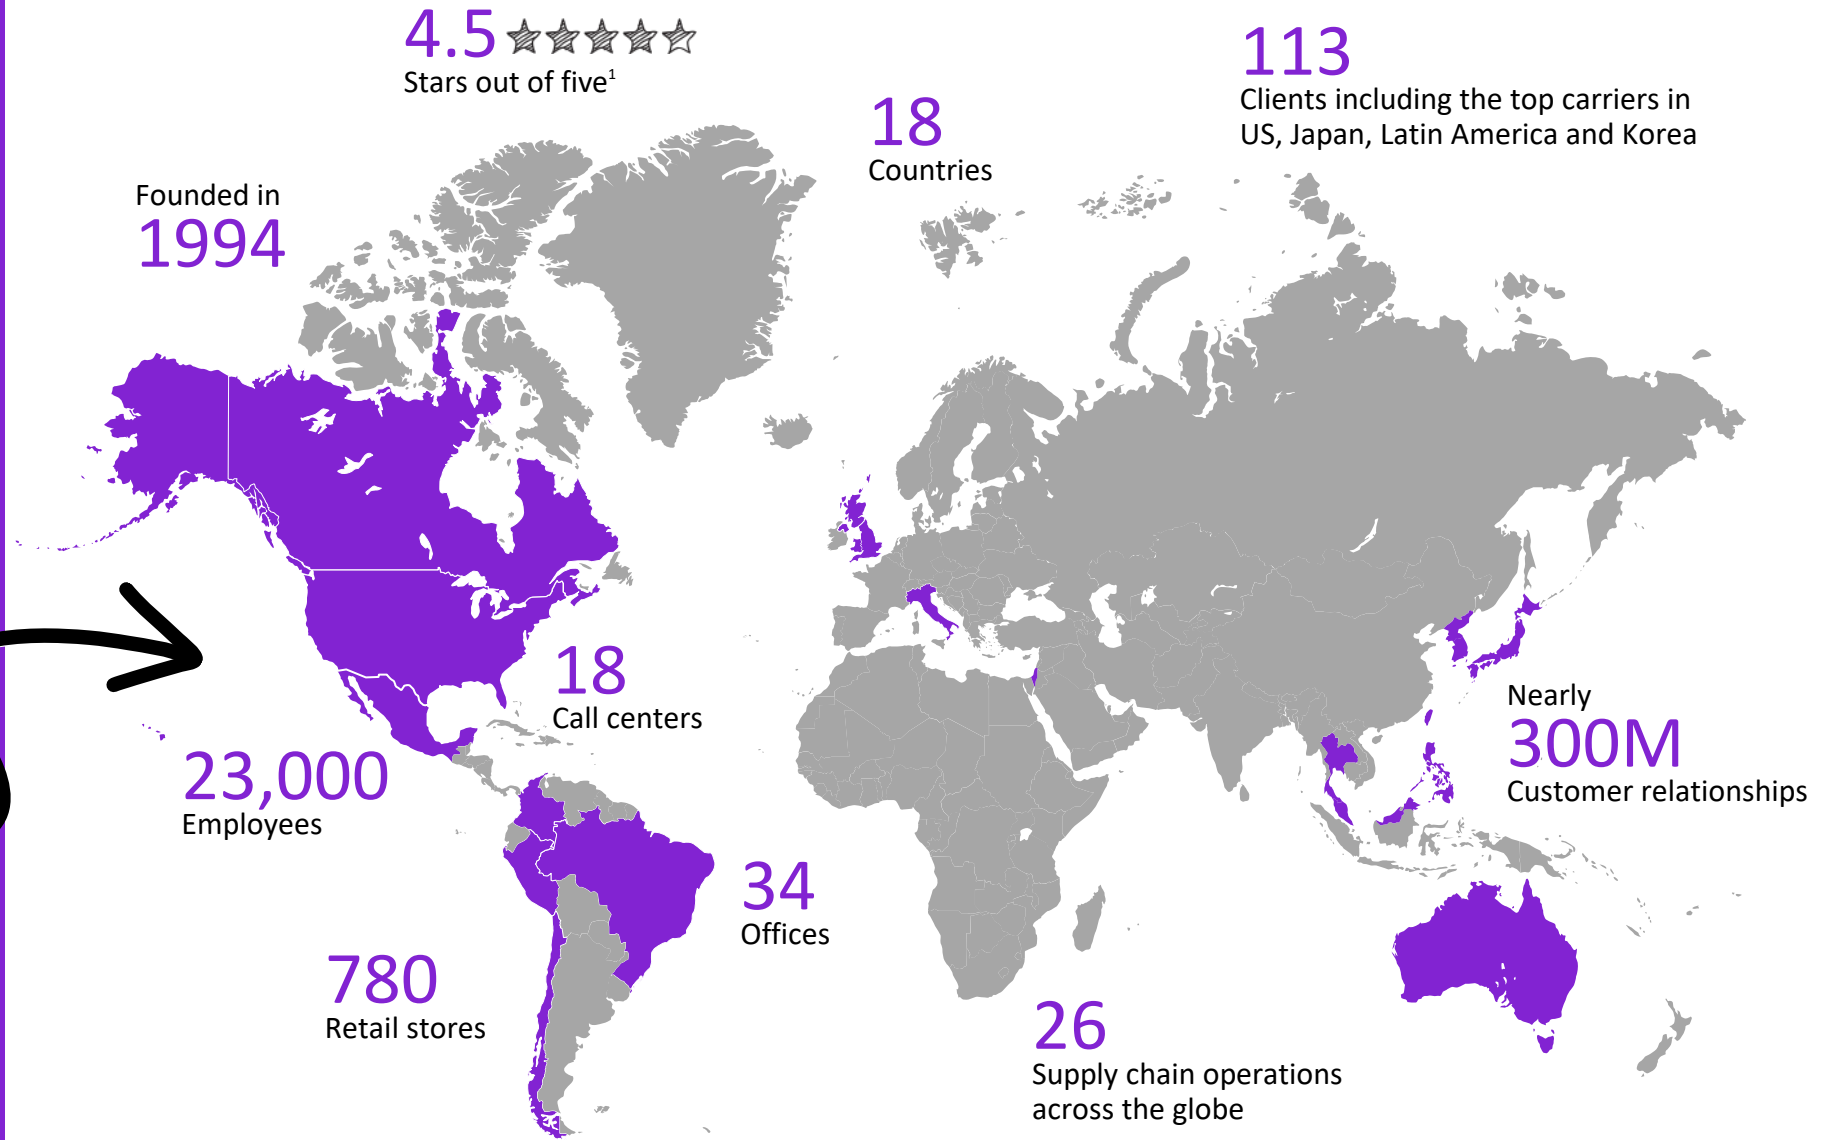 4.5
Stars out of five¹
113
Clients including the top carriers in
US, Japan, Latin America and Korea
18
Countries
Founded in
1994
18
Call centers
Nearly
300M
Customer relationships
23,000
Employees
34
Offices
780
Retail stores
26
Supply chain operations
across the globe